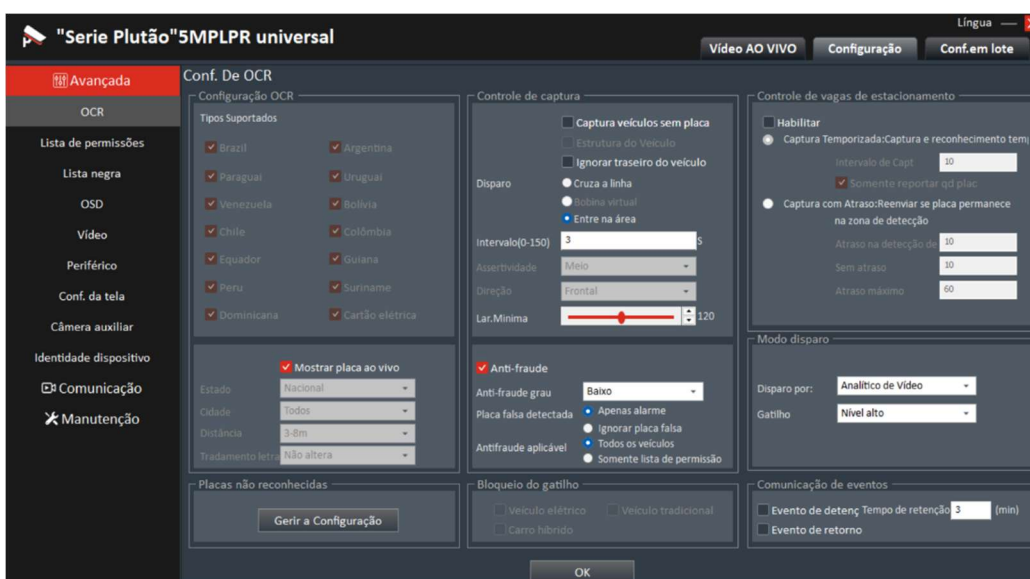 Língua
"Serie Plutão"5MPLPR universal
Vídeo AO VIVO
Configuração
Conf.em lote
Avançada
OCR
Lista de permissões
Lista negra
OSD
Vídeo
Periférico
Conf. da tela
Câmera auxiliar
Identidade dispositivo
Comunicação
Manutenção
Conf. De OCR
Configuração OCR
Tipos Suportados
Brazil
Argentina
Paraguai
Uruguai
Venezuela
Bolívia
Chile
Colômbia
Equador
Guiana
Peru
Suriname
Dominicana
Cartão elétrica
Mostrar placa ao vivo
Estado
Nacional
Cidade
Todos
Distância
3-8m
Tradamento letra
Não altera
Placas não reconhecidas
Gerir a Configuração
Controle de captura
Captura veículos sem placa
Estrutura do Veículo
Ignorar traseiro do veículo
Disparo
Cruza a linha
Bobina virtual
Entre na área
Intervalo(0-150)
3
S
Assertividade
Meio
Direção
Frontal
Lar.Minima
120
Anti-fraude
Anti-fraude grau
Baixo
Placa falsa detectada
Apenas alarme
Ignorar placa falsa
Antifraude aplicável
Todos os veículos
Somente lista de permissão
Bloqueio do gatilho
Veículo elétrico
Veículo tradicional
Carro híbrido
Controle de vagas de estacionamento
Habilitar
Captura Temporizada:Captura e reconhecimento tem
Intervalo de Capt
10
Somente reportar qd plac
Captura com Atraso:Reenviar se placa permanece
na zona de detecção
Atraso na detecção de
10
Sem atraso
10
Atraso máximo
60
Modo disparo
Disparo por:
Analítico de Vídeo
Gatilho
Nível alto
Comunicação de eventos
Evento de detenç
Tempo de retenção
3
(min)
Evento de retorno
OK